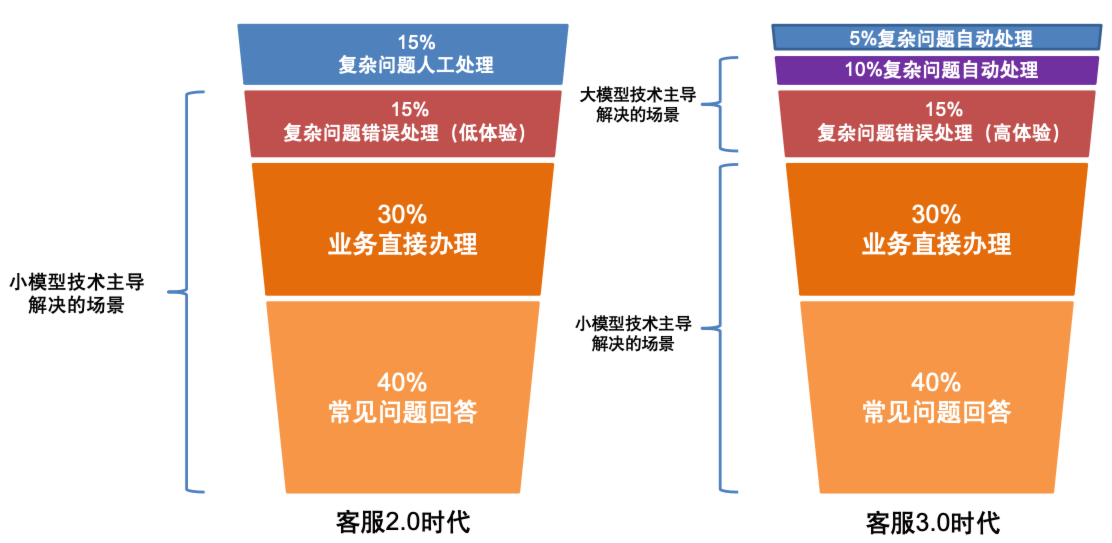 15%
复杂问题人工处理
15%
复杂问题错误处理（低体验）
30%
业务直接办理
40%
常见问题回答
小模型技术主导
解决的场景
客服2.0时代
5%复杂问题自动处理
10%复杂问题自动处理
15%
复杂问题错误处理（高体验）
30%
业务直接办理
40%
常见问题回答
大模型技术主导
解决的场景
小模型技术主导
解决的场景
客服3.0时代